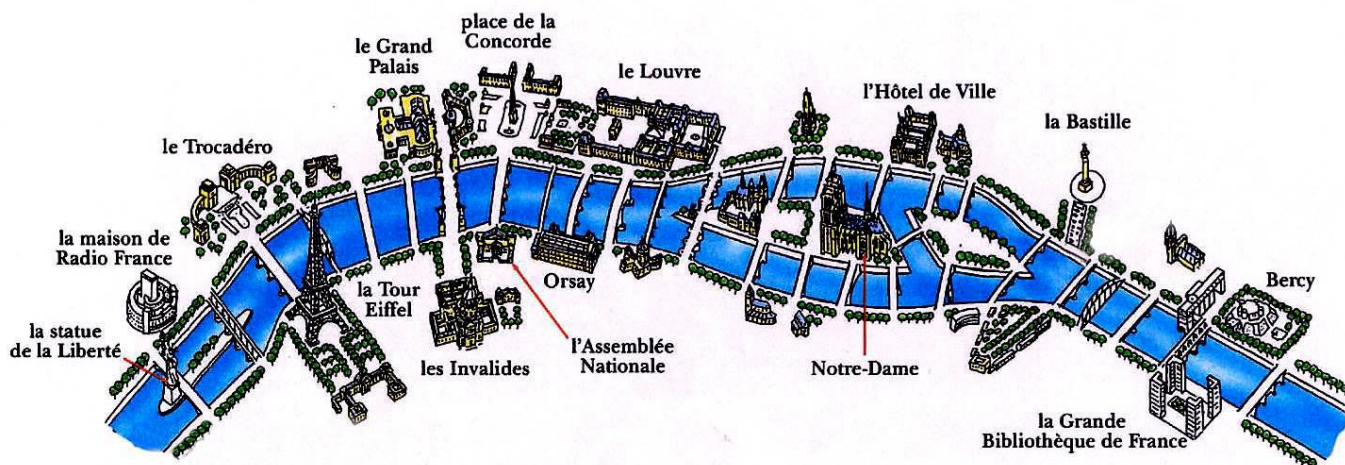 place de la
Concorde
le Grand
Palais
le Louvre
l'Hôtel de Ville
la Bastille
le Trocadéro
la maison de
Radio France
la statue
de la Liberté
la Tour
Eiffel
les Invalides
Orsay
l'Assemblée
Nationale
Notre-Dame
Bercy
la Grande
Bibliothèque de France